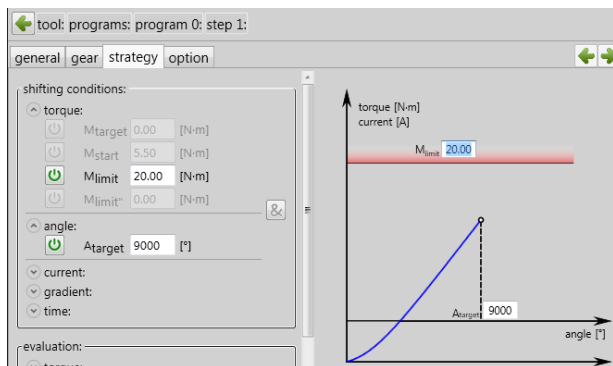 tool: programs: program 0: step 1:
general gear strategy option
shifting conditions:
torque:
Mtarget 0.00 [N·m]
Mstart 5.50 [N·m]
Mlimit 20.00 [N·m]
Mlimit" 0.00 [N·m]
&
angle:
Atarget 9000 [°]
current:
gradient:
time:
evaluation:
torque:
torque [N·m]
current [A]
Mlimit 20.00
Atarget 9000
angle [°]